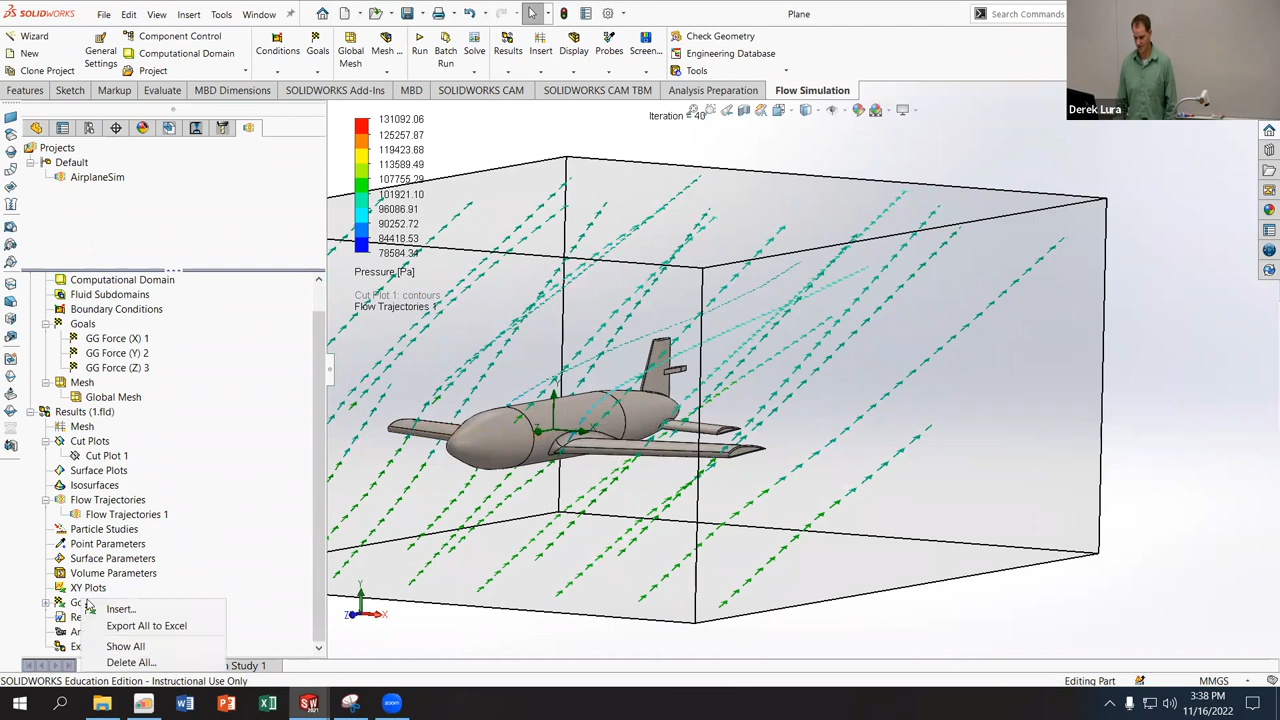 SOLIDWORKS
File Edit View Insert Tools Window
Plane
Search Commands
Derek Lura
Wizard
New
Clone Project
General Settings
Component Control
Computational Domain
Project
Conditions
Goals
Global Mesh
Mesh ...
Run
Batch Run
Solve
Results
Insert
Display
Probes
Screen...
Check Geometry
Engineering Database
Tools
Features Sketch Markup Evaluate MBD Dimensions SOLIDWORKS Add-Ins MBD SOLIDWORKS CAM SOLIDWORKS CAM TBM Analysis Preparation Flow Simulation
Projects
Default
AirplaneSim
Computational Domain
Fluid Subdomains
Boundary Conditions
Goals
GG Force (X) 1
GG Force (Y) 2
GG Force (Z) 3
Mesh
Global Mesh
Results (1.fld)
Mesh
Cut Plots
Cut Plot 1
Surface Plots
Isosurfaces
Flow Trajectories
Flow Trajectories 1
Particle Studies
Point Parameters
Surface Parameters
Volume Parameters
XY Plots
Insert...
Export All to Excel
Show All
Delete All...
Iteration = 40
131092.06
125257.87
119423.68
113589.49
107755.29
101921.10
96086.91
90252.72
84418.53
78584.34
Pressure [Pa]
Cut Plot 1: contours
Flow Trajectories 1
Y
Z X
Study 1
SOLIDWORKS Education Edition - Instructional Use Only
Editing Part
MMGS
3:38 PM
11/16/2022